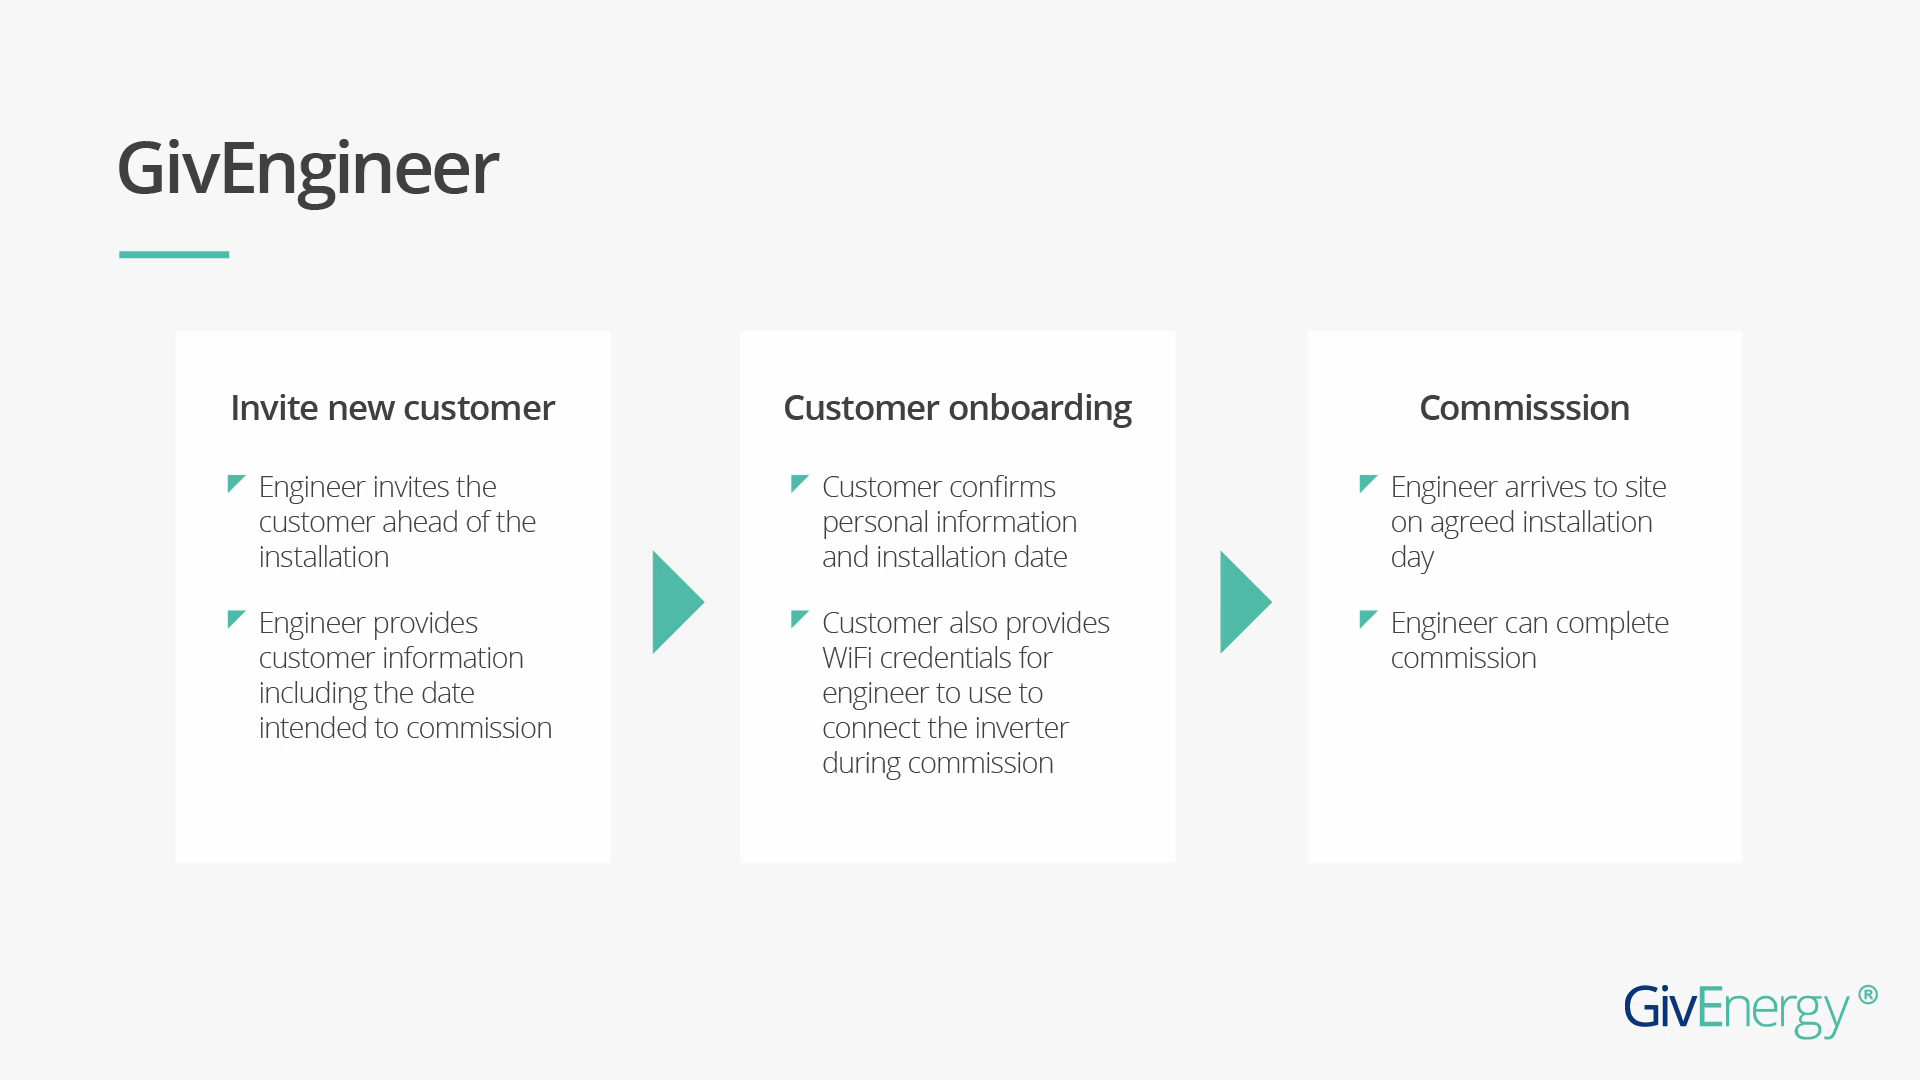 GivEngineer
Invite new customer
Engineer invites the
customer ahead of the
installation
Engineer provides
customer information
including the date
intended to commission
Customer onboarding
Customer confirms
personal information
and installation date
Customer also provides
WiFi credentials for
engineer to use to
connect the inverter
during commission
Commisssion
Engineer arrives to site
on agreed installation
day
Engineer can complete
commission
GivEnergy ®